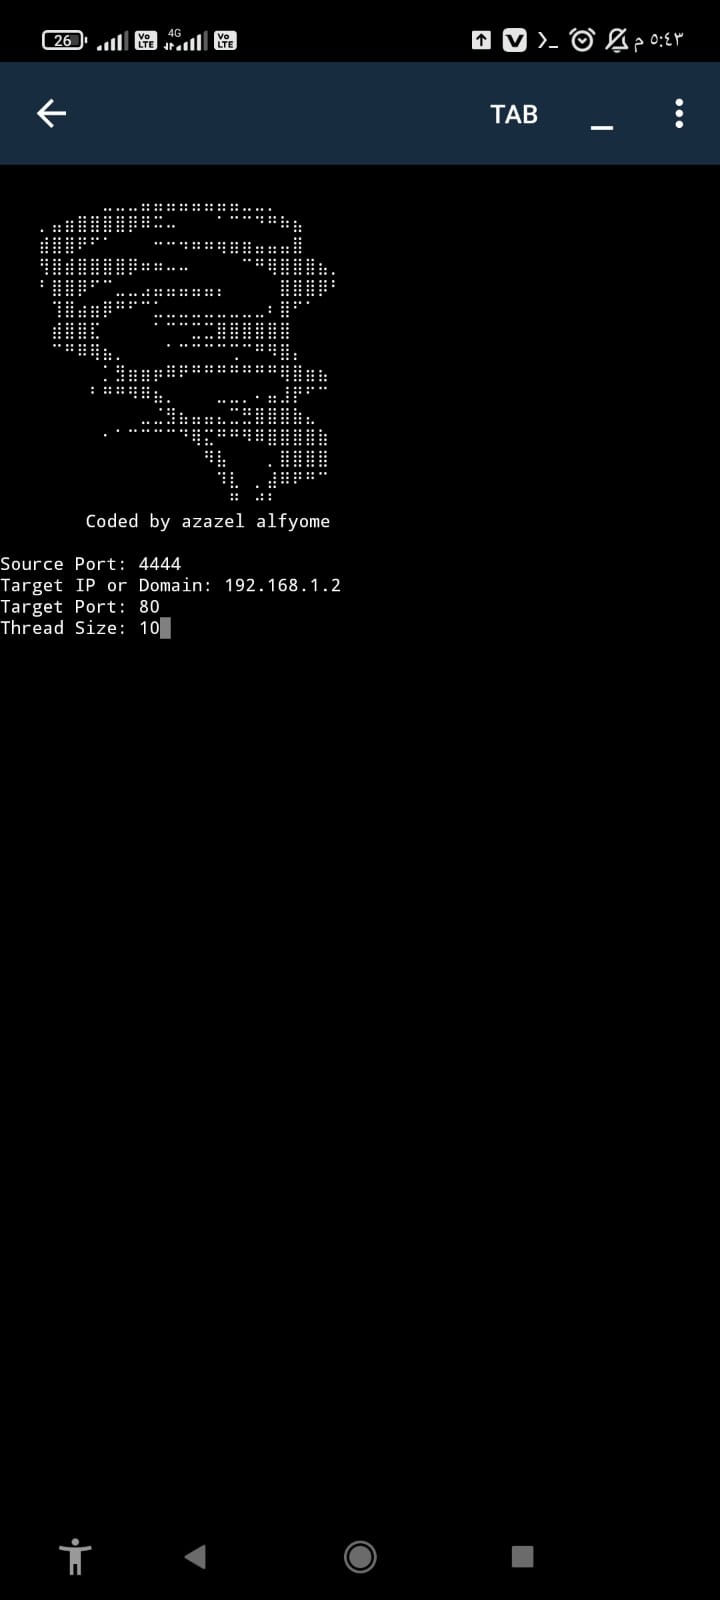 26 Vo LTE 4G Vo LTE V ٥:٤٣ م
TAB
Coded by azazel alfyome
Source Port: 4444
Target IP or Domain: 192.168.1.2
Target Port: 80
Thread Size: 10